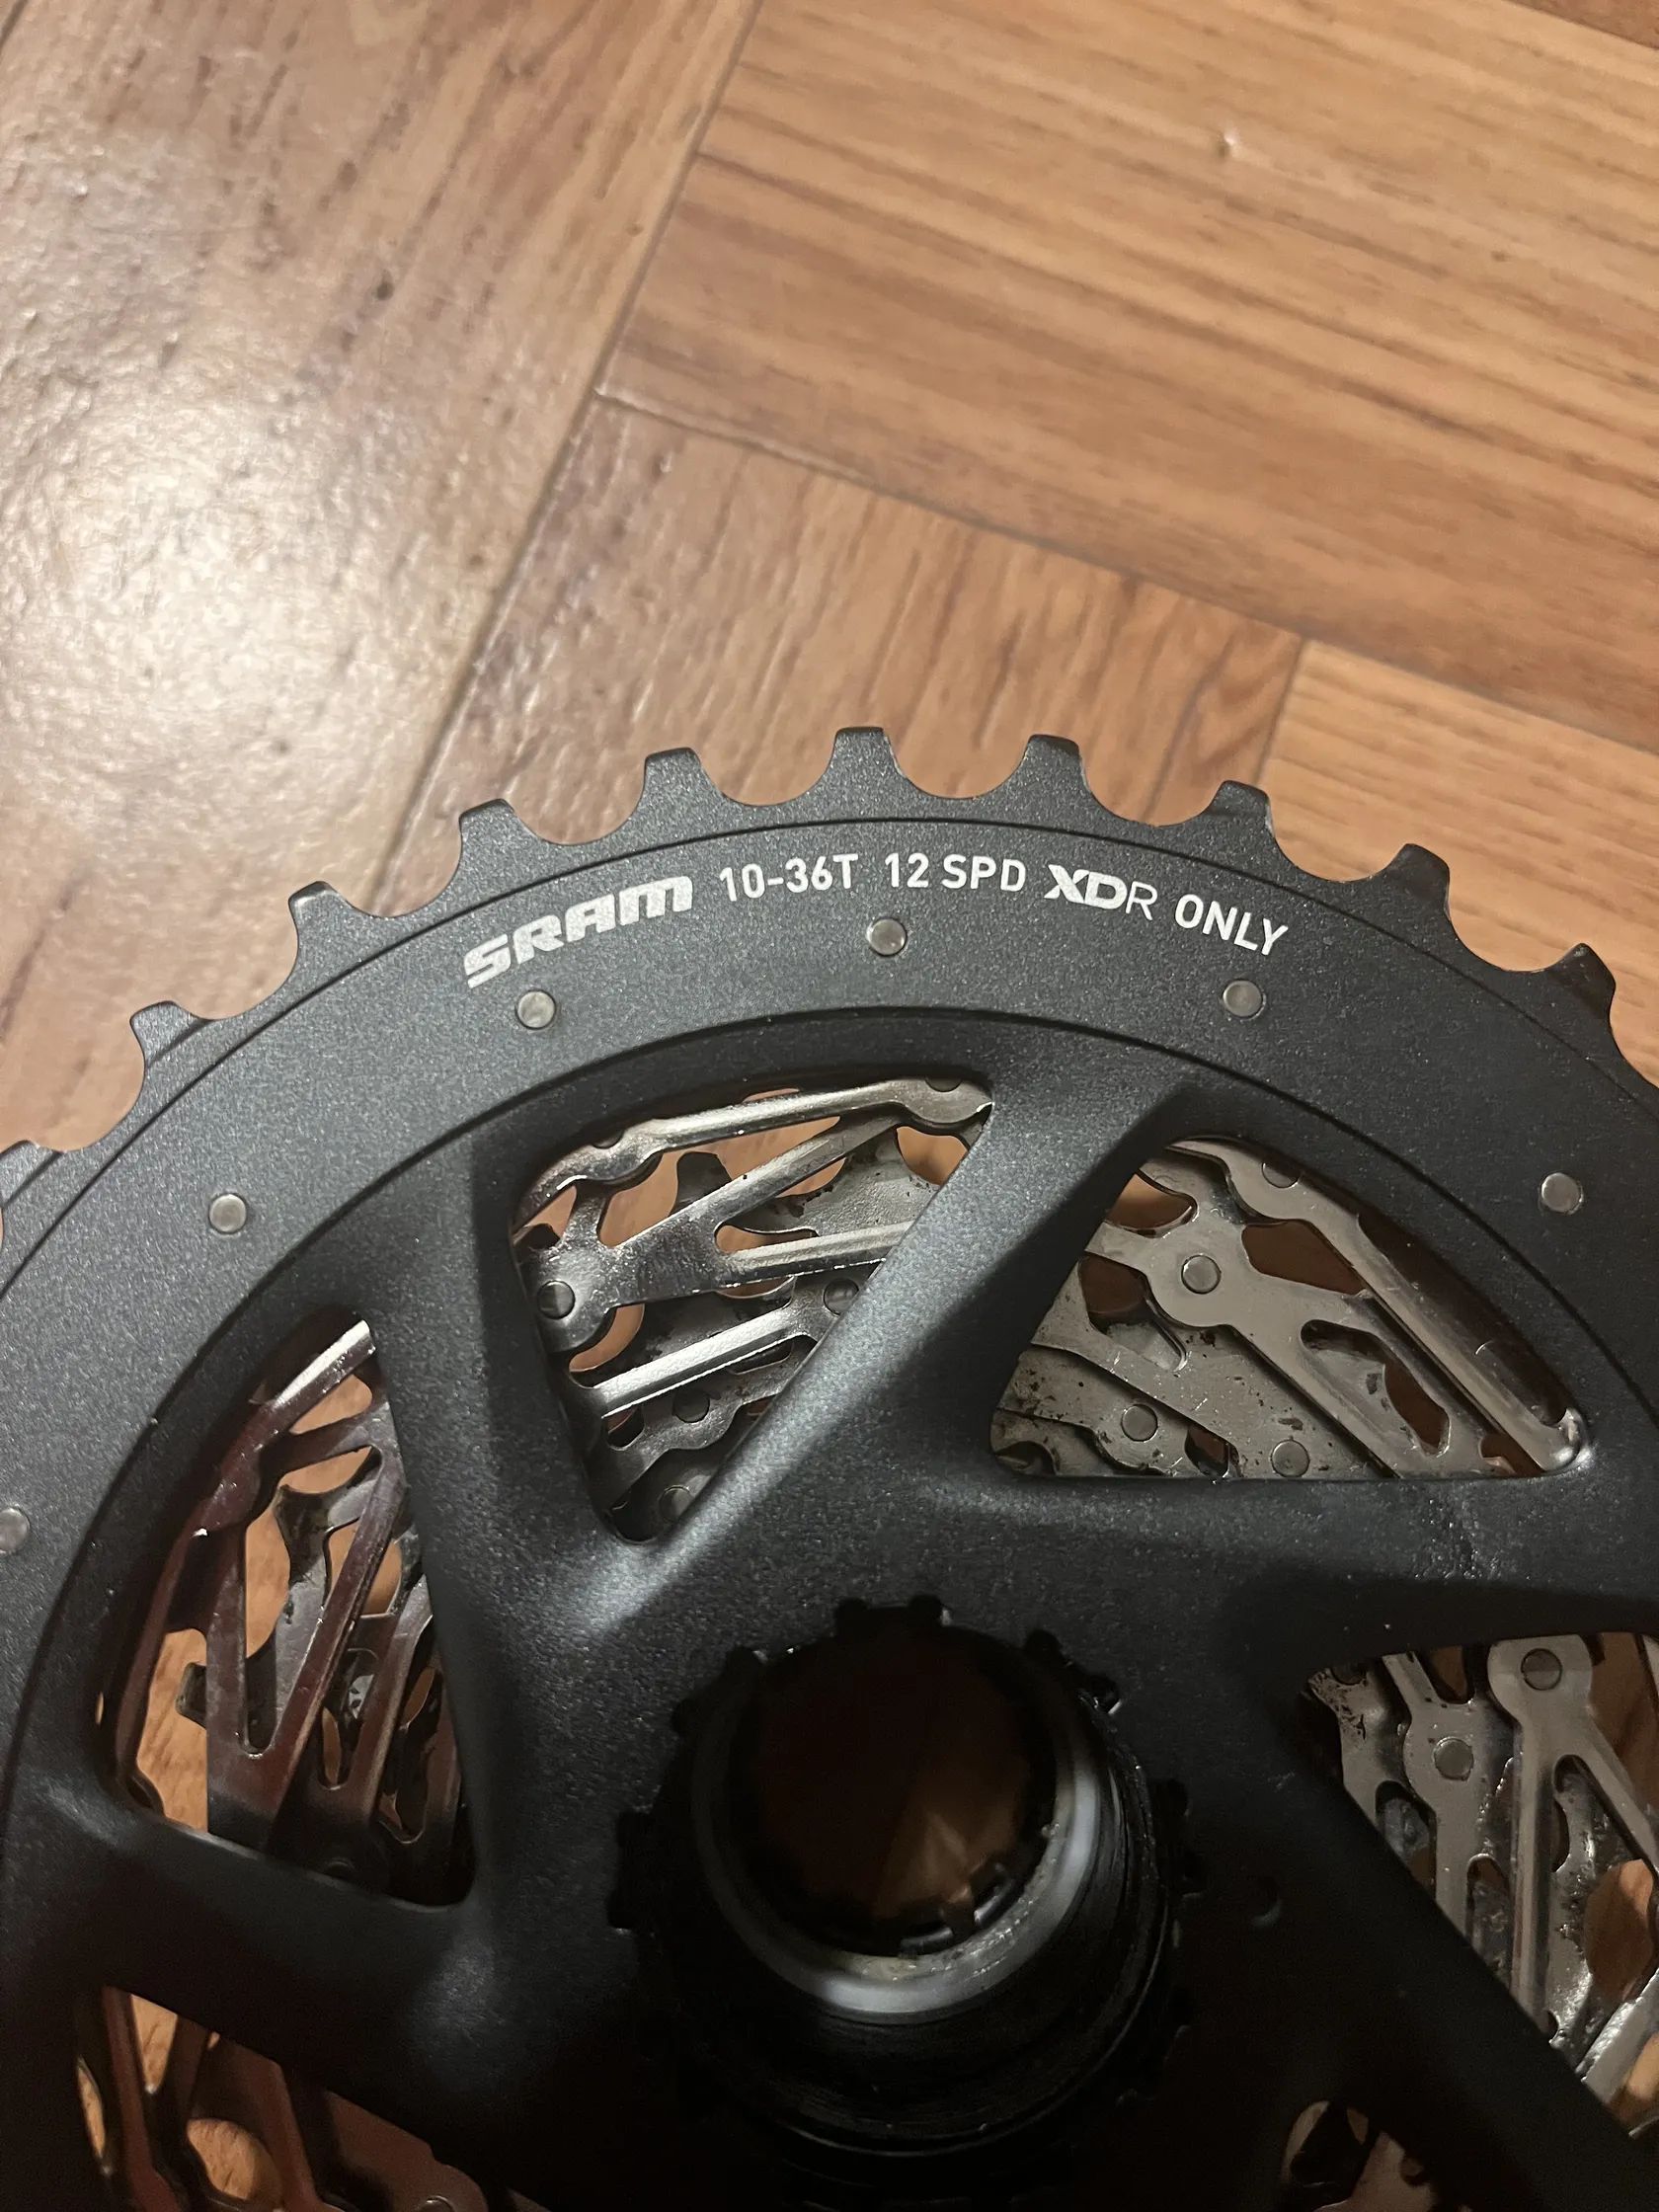 SRAM 10-36T 12 SPD XDR ONLY